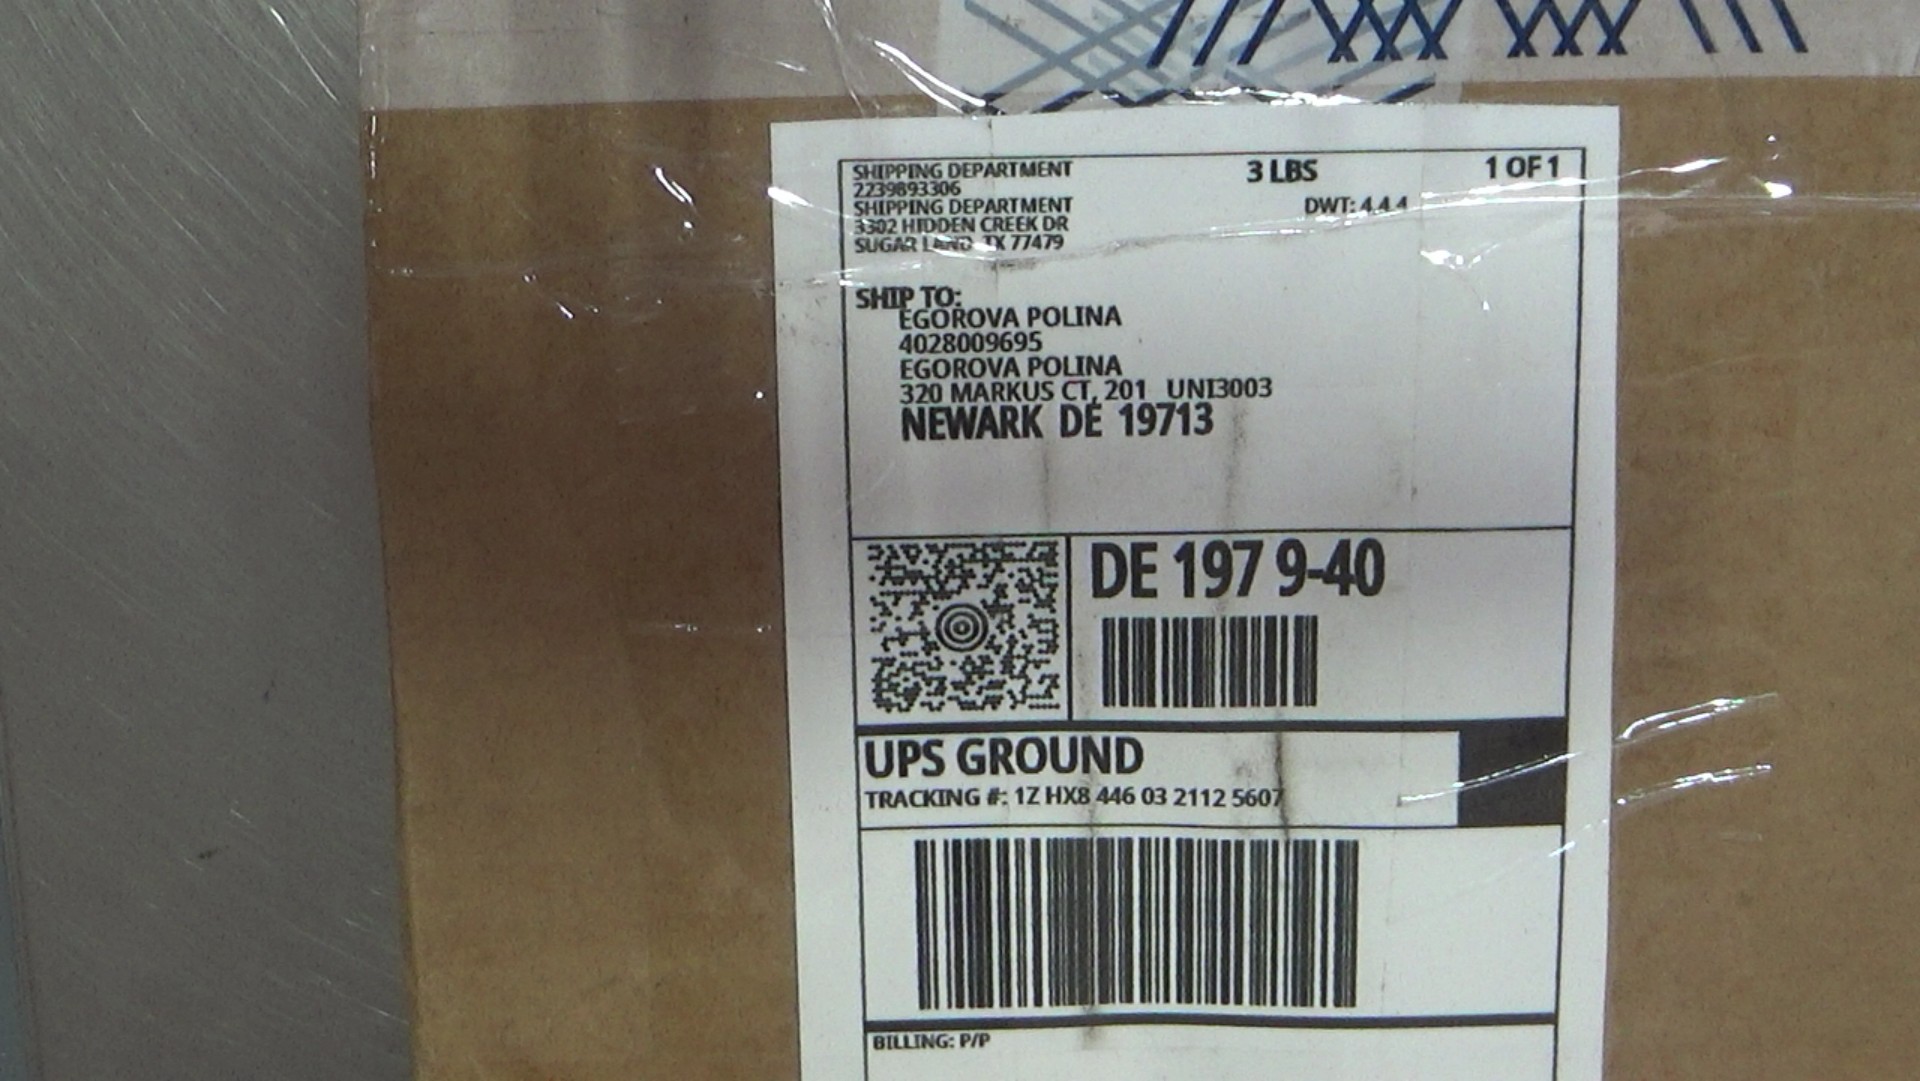 SHIPPING DEPARTMENT 3 LBS 1 OF 1
2239893306
SHIPPING DEPARTMENT DWT: 4,4,4
3302 HIDDEN CREEK DR
SUGAR LAND TX 77479
SHIP TO:
EGOROVA POLINA
4028009695
EGOROVA POLINA
320 MARKUS CT, 201 UNI3003
NEWARK DE 19713
DE 197 9-40
UPS GROUND
TRACKING #: 1Z HX8 446 03 2112 5607
BILLING: P/P